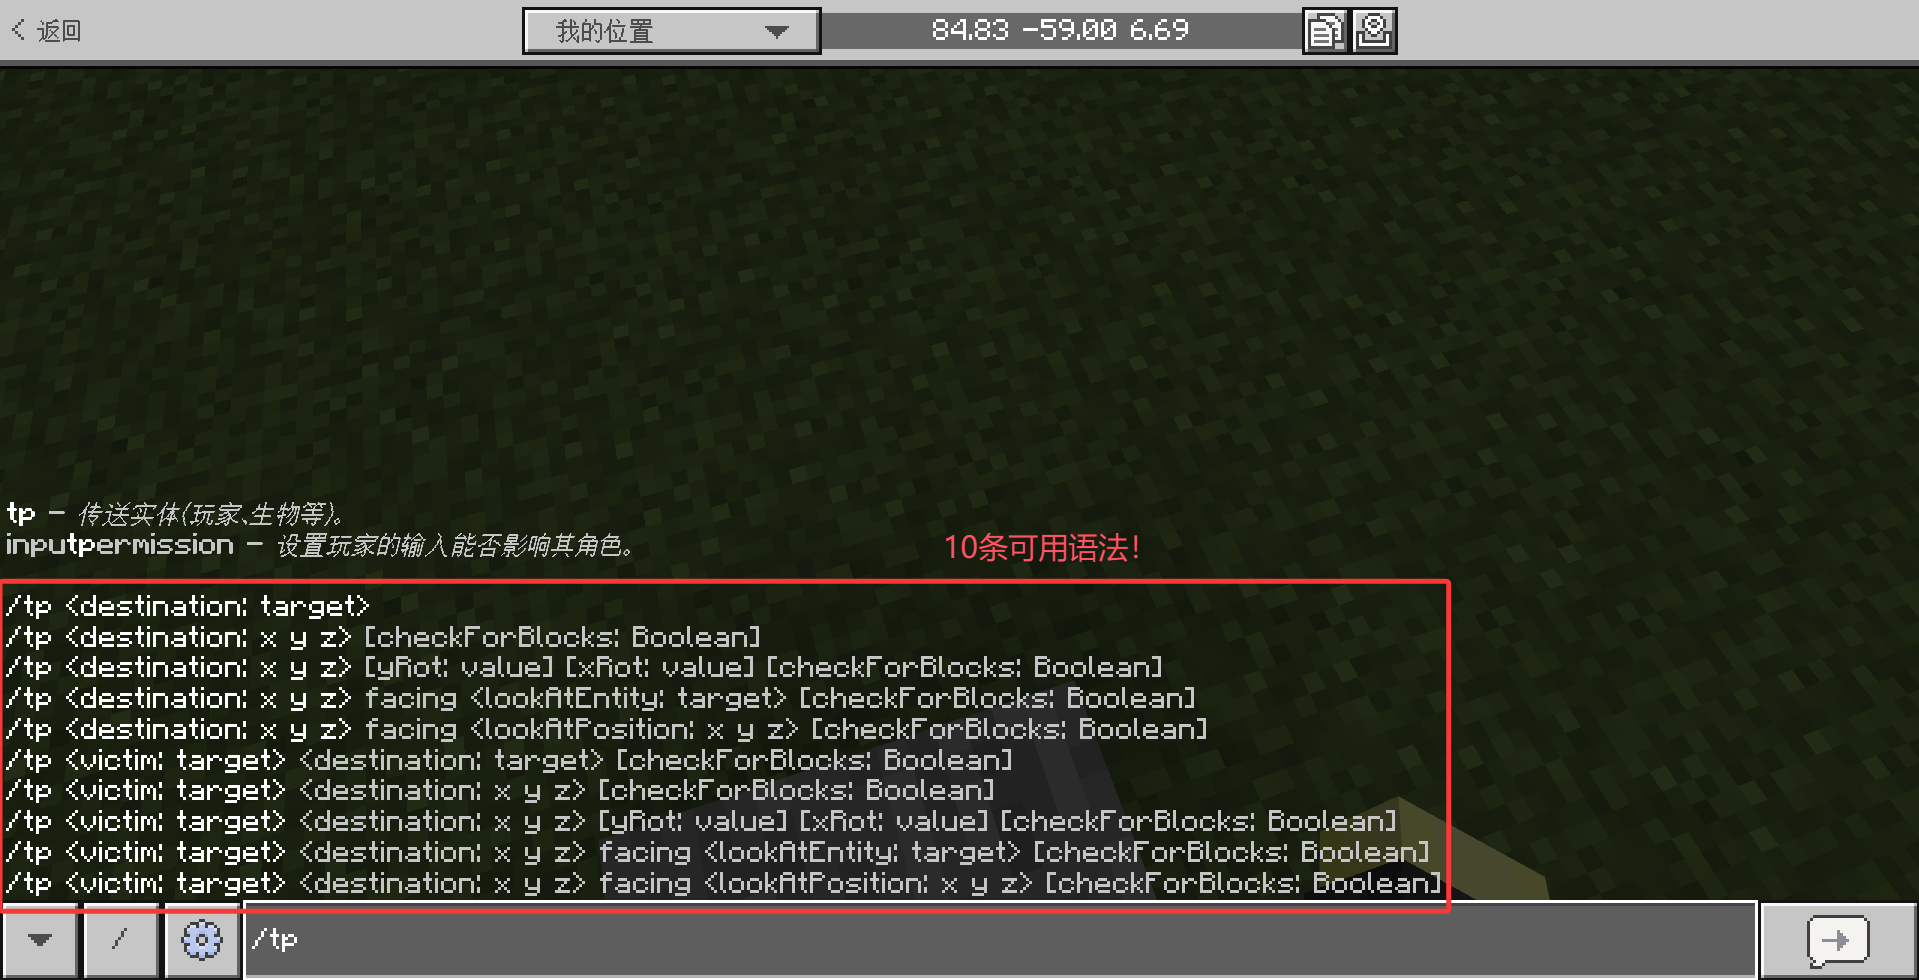 返回
我的位置
84.83 -59.00 6.69
tp - 传送实体(玩家、生物等)。
inputpermission - 设置玩家的输入能否影响其角色。
10条可用语法！
/tp <destination: target>
/tp <destination: x y z> [checkForBlocks: Boolean]
/tp <destination: x y z> [yRot: value] [xRot: value] [checkForBlocks: Boolean]
/tp <destination: x y z> facing <lookAtEntity: target> [checkForBlocks: Boolean]
/tp <destination: x y z> facing <lookAtPosition: x y z> [checkForBlocks: Boolean]
/tp <victim: target> <destination: target> [checkForBlocks: Boolean]
/tp <victim: target> <destination: x y z> [checkForBlocks: Boolean]
/tp <victim: target> <destination: x y z> [yRot: value] [xRot: value] [checkForBlocks: Boolean]
/tp <victim: target> <destination: x y z> facing <lookAtEntity: target> [checkForBlocks: Boolean]
/tp <victim: target> <destination: x y z> facing <lookAtPosition: x y z> [checkForBlocks: Boolean]
/
/tp